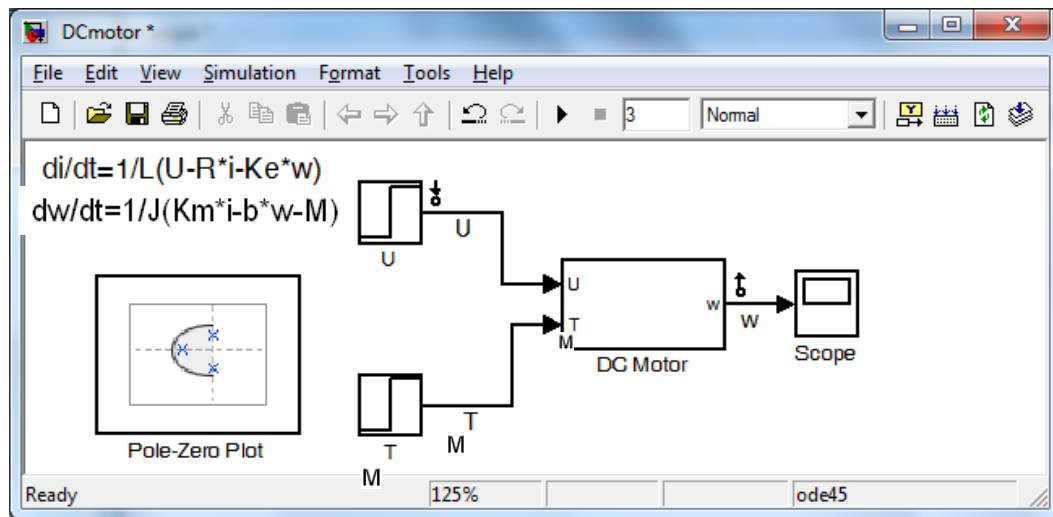 DCmotor *
File Edit View Simulation Format Tools Help
3 Normal
di/dt=1/L(U-R*i-Ke*w)
dw/dt=1/J(Km*i-b*w-M)
U
U
U
T
M
w
DC Motor
w
Scope
Pole-Zero Plot
T
M
T
M
Ready 125% ode45